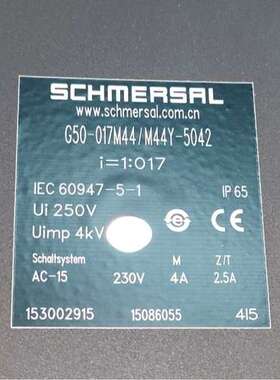 SCHMERSAL
www.schmersal.com.cn
G50-017M44/M44Y-5042
i=1:017
IEC 60947-5-1 IP 65
Ui 250V
Uimp 4kV CE
Schaltsystem M Z/T
AC-15 230V 4A 2.5A
153002915 15086055 415